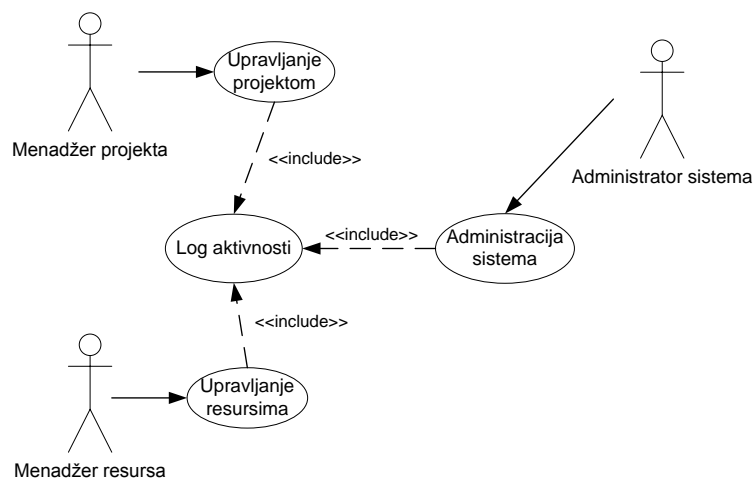 Upravljanje
projektom
Menadžer projekta
<<include>>
Administrator sistema
Log aktivnosti
<<include>>
Administracija
sistema
<<include>>
Upravljanje
resursima
Menadžer resursa